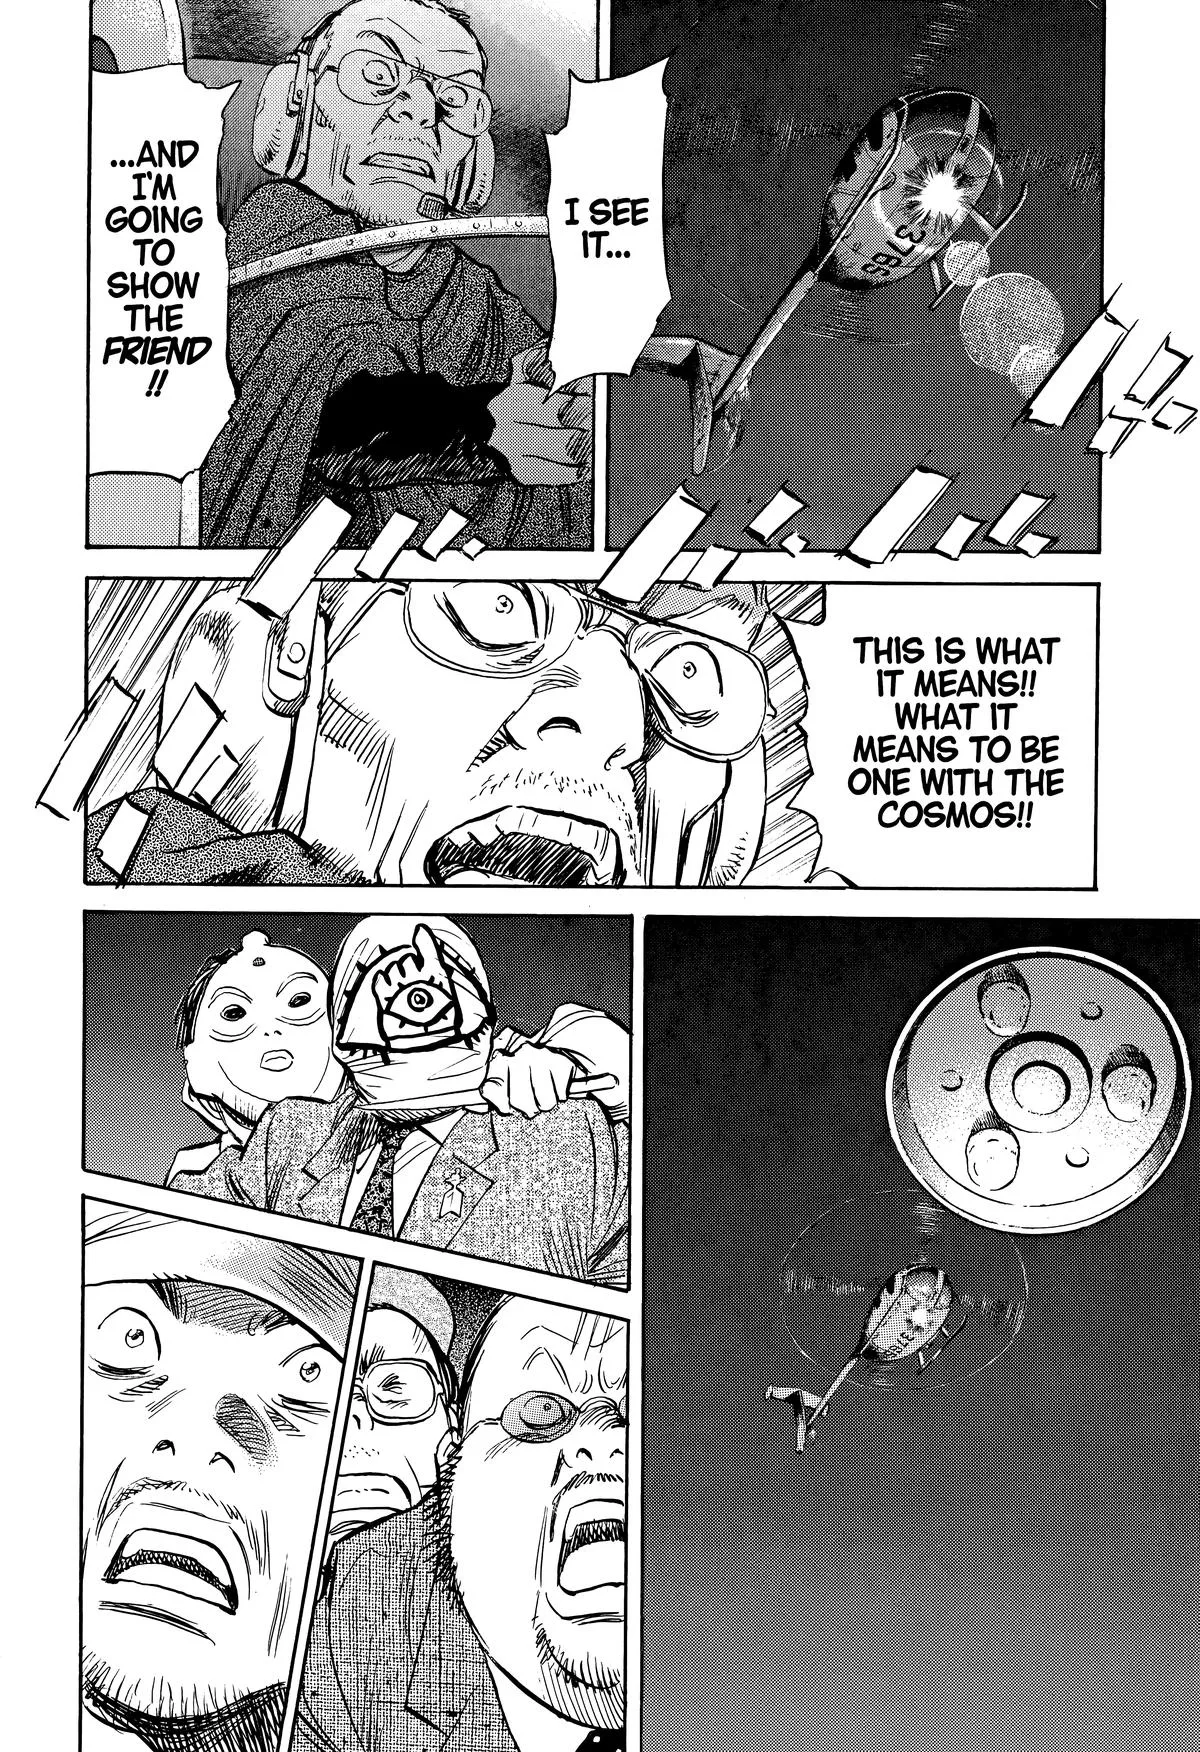 I SEE
IT...
...AND
I'M
GOING
TO
SHOW
THE
FRIEND
!!
THIS IS WHAT
IT MEANS!!
WHAT IT
MEANS TO BE
ONE WITH THE
COSMOS!!